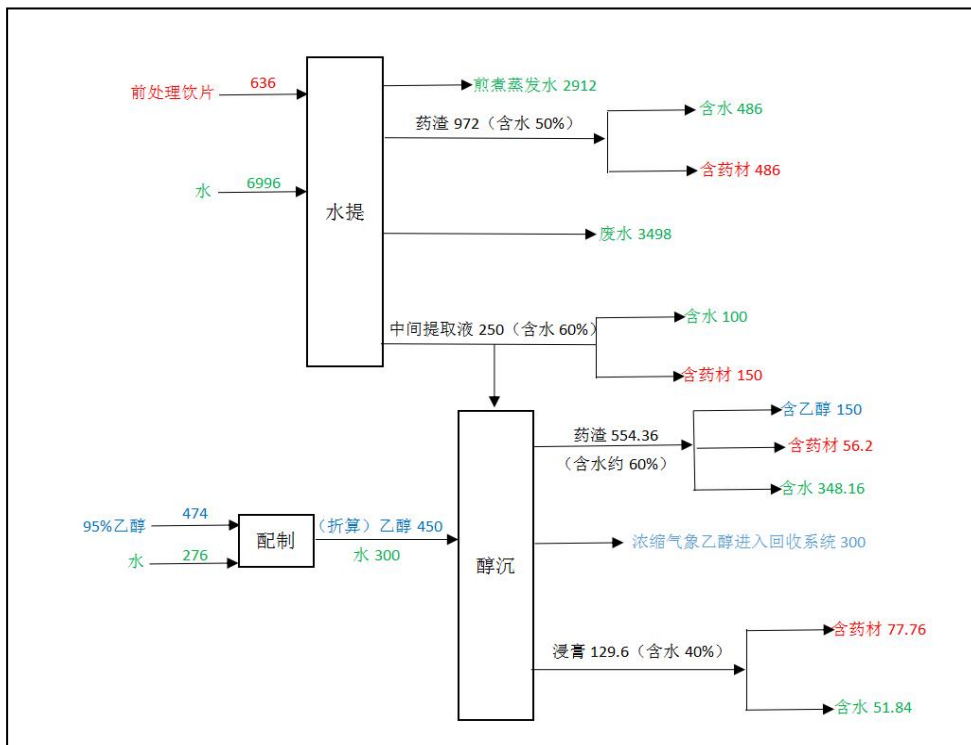 前处理饮片
636
煎煮蒸发水 2912
含水 486
药渣 972（含水 50%）
含药材 486
水
6996
水提
废水 3498
含水 100
中间提取液 250（含水 60%）
含药材 150
含乙醇 150
药渣 554.36
（含水约 60%）
含药材 56.2
含水 348.16
95%乙醇
474
配制
（折算）乙醇 450
水 300
水
276
醇沉
浓缩气象乙醇进入回收系统 300
含药材 77.76
浸膏 129.6（含水 40%）
含水 51.84